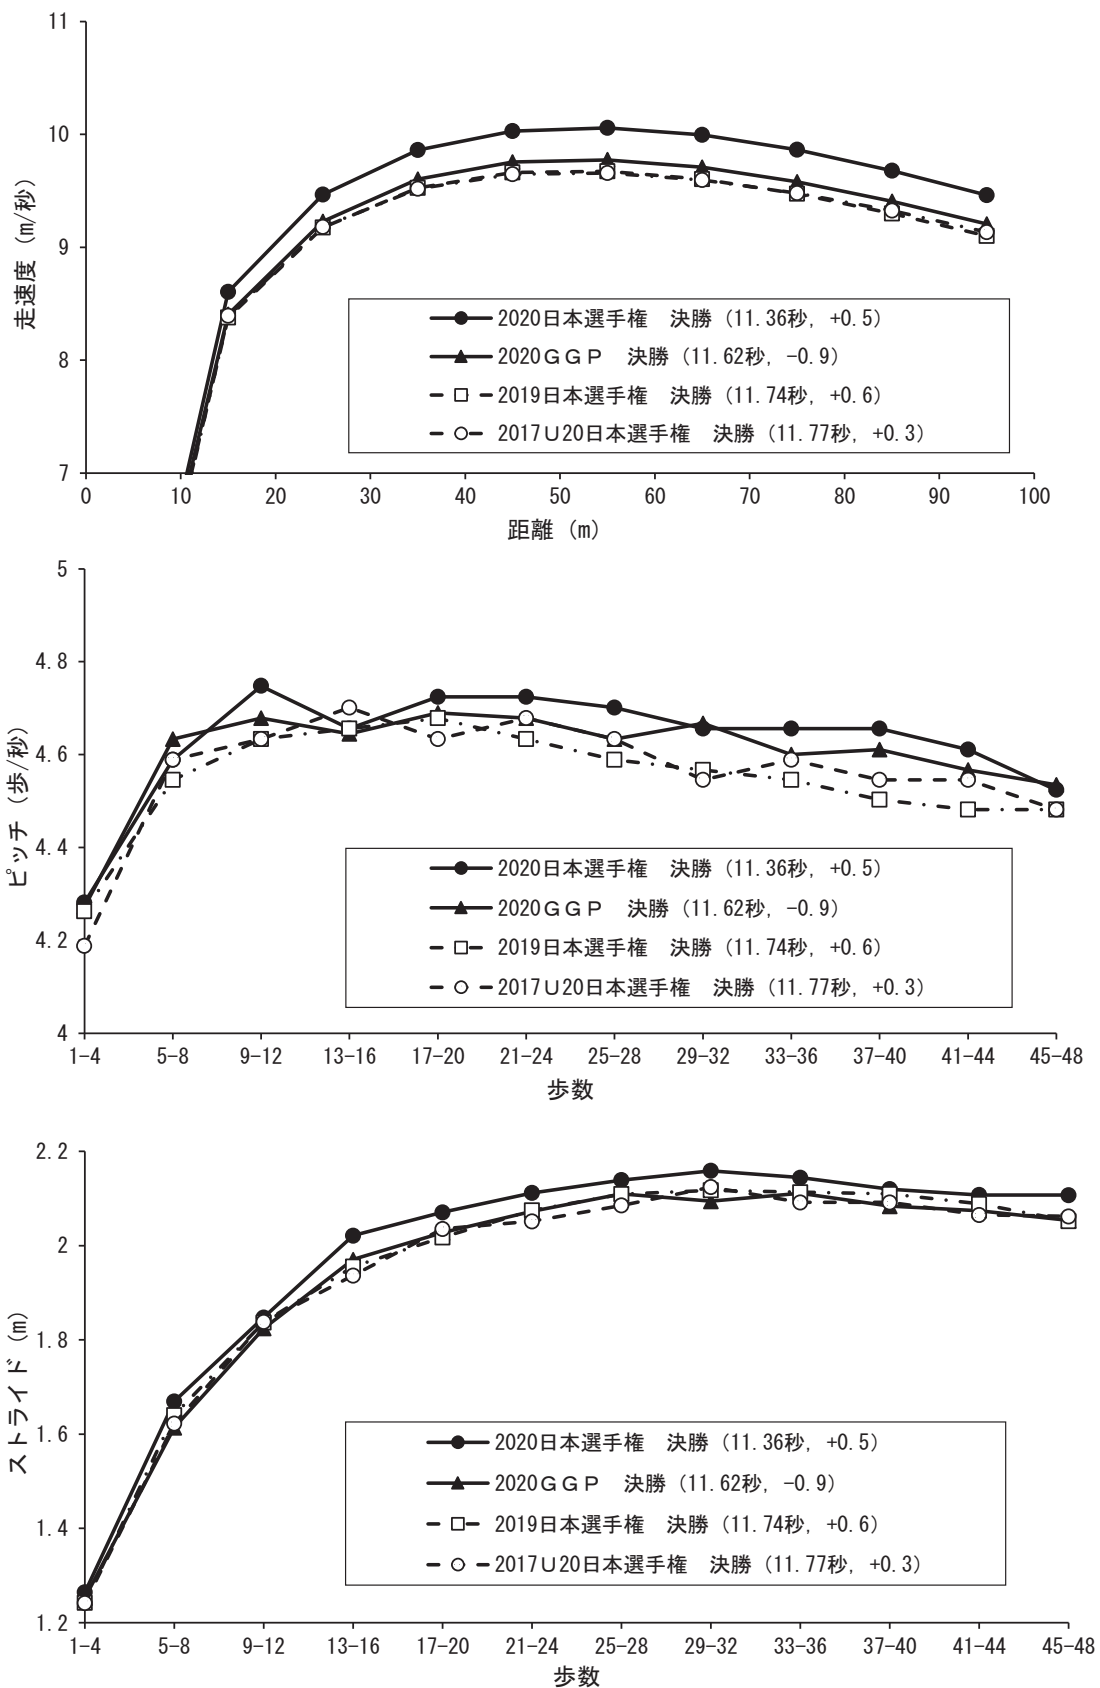 11
10
9
8
7
走速度 (m/秒)
2020日本選手権 決勝 (11.36秒, +0.5)
2020GGP 決勝 (11.62秒, -0.9)
2019日本選手権 決勝 (11.74秒, +0.6)
2017U20日本選手権 決勝 (11.77秒, +0.3)
0 10 20 30 40 50 60 70 80 90 100
距離 (m)
5
4.8
4.6
4.4
4.2
4
ピッチ (歩/秒)
2020日本選手権 決勝 (11.36秒, +0.5)
2020GGP 決勝 (11.62秒, -0.9)
2019日本選手権 決勝 (11.74秒, +0.6)
2017U20日本選手権 決勝 (11.77秒, +0.3)
1-4 5-8 9-12 13-16 17-20 21-24 25-28 29-32 33-36 37-40 41-44 45-48
歩数
2.2
2
1.8
1.6
1.4
1.2
ストライド (m)
2020日本選手権 決勝 (11.36秒, +0.5)
2020GGP 決勝 (11.62秒, -0.9)
2019日本選手権 決勝 (11.74秒, +0.6)
2017U20日本選手権 決勝 (11.77秒, +0.3)
1-4 5-8 9-12 13-16 17-20 21-24 25-28 29-32 33-36 37-40 41-44 45-48
歩数